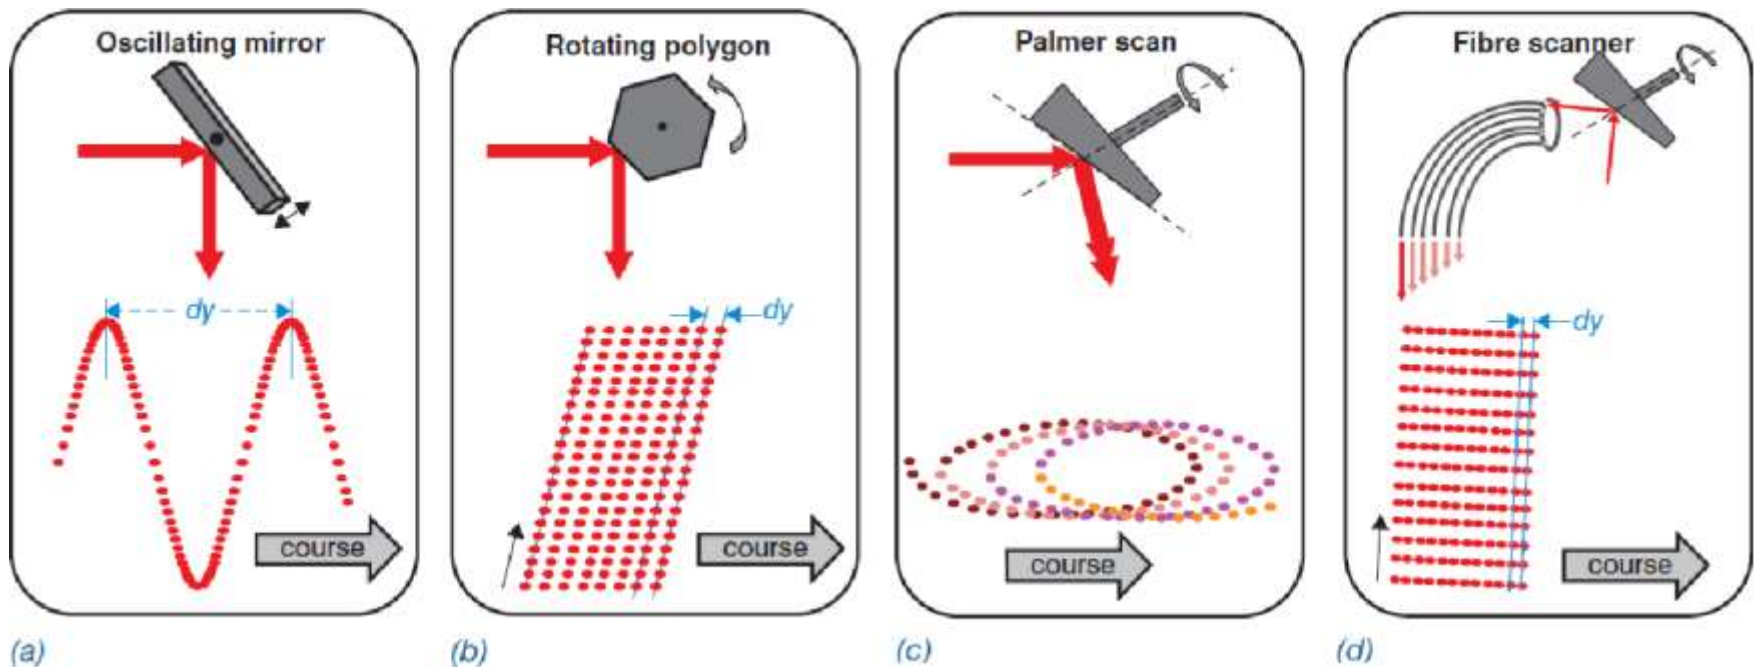 Oscillating mirror
dy
course
(a)
Rotating polygon
dy
course
(b)
Palmer scan
course
(c)
Fibre scanner
dy
course
(d)